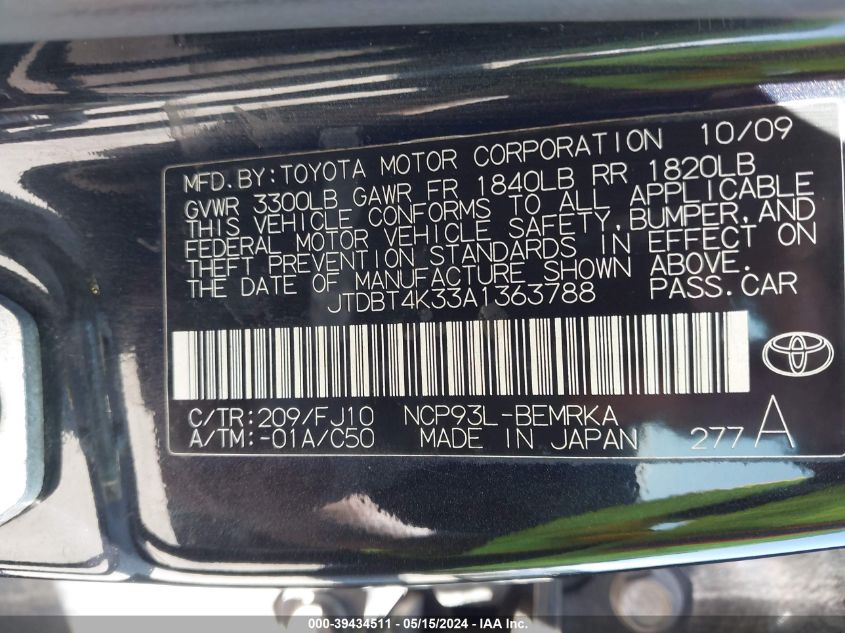 MFD.BY:TOYOTA MOTOR CORPORATION 10/09
GVWR 3300LB GAWR FR 1840LB RR 1820LB
THIS VEHICLE CONFORMS TO ALL APPLICABLE
FEDERAL MOTOR VEHICLE SAFETY,BUMPER,AND
THEFT PREVENTION STANDARDS IN EFFECT ON
THE DATE OF MANUFACTURE SHOWN ABOVE.
JTDBT4K33A1363788 PASS.CAR
C/TR:209/FJ10 NCP93L-BEMRKA
A/TM:-01A/C50 MADE IN JAPAN 277 A
000-39434511 - 05/15/2024 - IAA Inc.